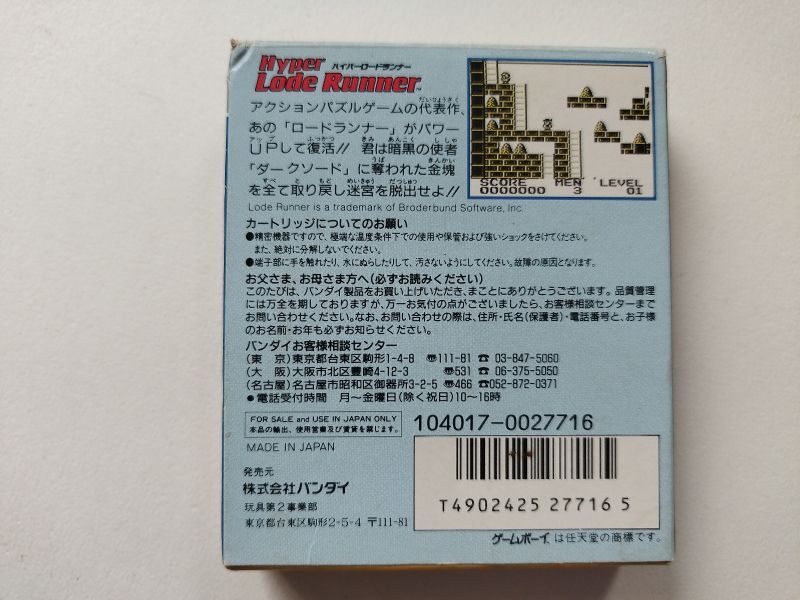 Hyper ハイパーロードランナー
Lode Runner™
アクションパズルゲームの代表作、
あの「ロードランナー」がパワー
UPして復活!! 君は暗黒の使者
「ダークソード」に奪われた金塊
を全て取り戻し迷宮を脱出せよ!!
Lode Runner is a trademark of Broderbund Software, Inc.
SCORE MEN LEVEL
0000000 3 01
カートリッジについてのお願い
●精密機器ですので、極端な温度条件下での使用や保管および強いショックをさけてください。
また、絶対に分解しないでください。
●端子部に手を触れたり、水にぬらしたりして、汚さないようにしてください。故障の原因となります。
お父さま、お母さま方へ(必ずお読みください)
このたびは、バンダイ製品をお買い上げいただき、まことにありがとうございます。品質管理
には万全を期しておりますが、万一お気付の点がございましたら、お客様相談センターまで
お問い合わせください。なお、お問い合わせの際は、住所・氏名(保護者)・電話番号と、お子様
のお名前・お年も必ずお知らせください。
バンダイお客様相談センター
(東 京)東京都台東区駒形1-4-8 〠111-81 ☎03-847-5060
(大 阪)大阪市北区豊崎4-12-3 〠531 ☎06-375-5050
(名古屋)名古屋市昭和区御器所3-2-5 〠466 ☎052-872-0371
●電話受付時間 月〜金曜日(除く祝日)10〜16時
FOR SALE and USE IN JAPAN ONLY
本品の輸出、使用営業及び賃貸を禁じます。
104017-0027716
MADE IN JAPAN
発売元
株式会社バンダイ
玩具第2事業部
東京都台東区駒形2-5-4 〒111-81
T4902425 27716 5
ゲームボーイ は任天堂の商標です。